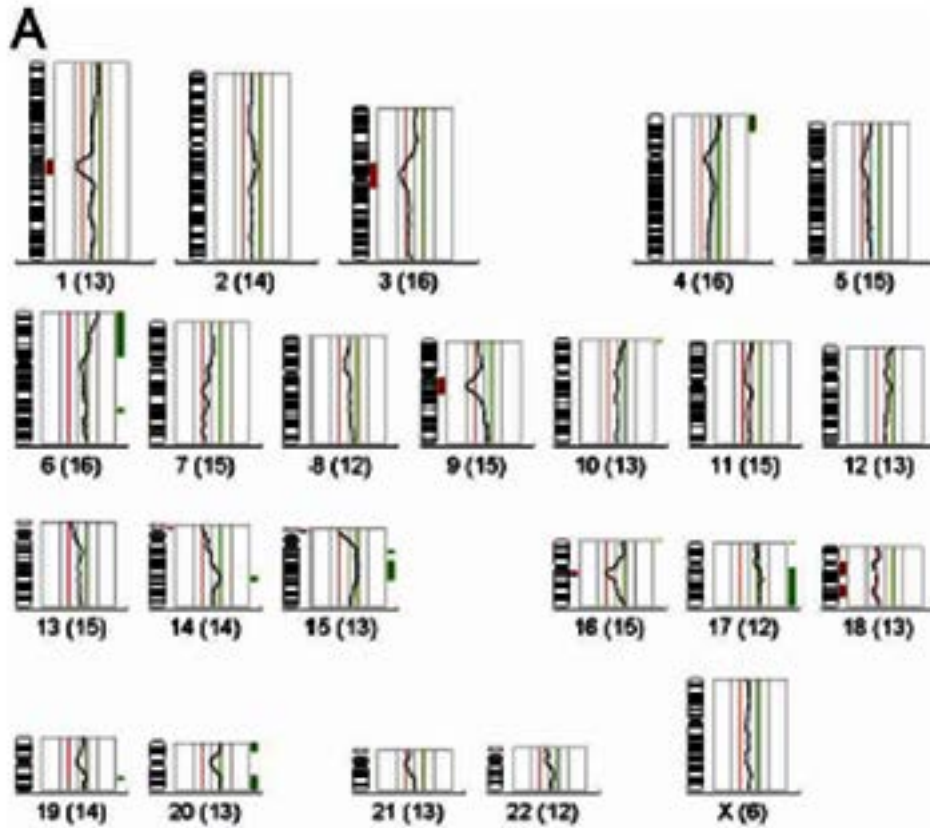 A
1 (13) 2 (14) 3 (16) 4 (16) 5 (15)
6 (16) 7 (15) 8 (12) 9 (15) 10 (13) 11 (15) 12 (13)
13 (15) 14 (14) 15 (13) 16 (15) 17 (12) 18 (13)
19 (14) 20 (13) 21 (13) 22 (12) X (6)